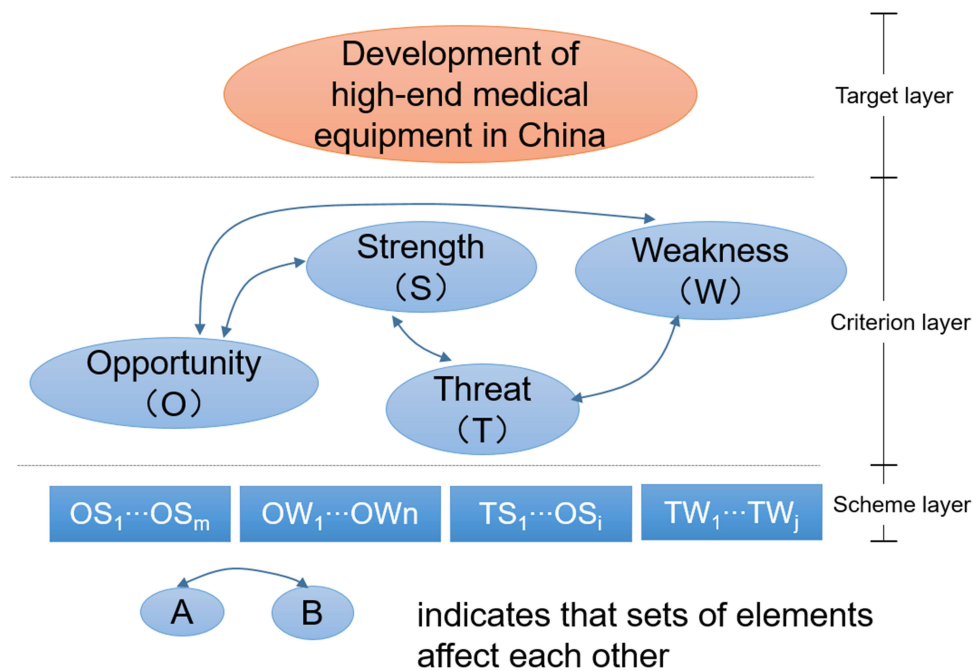 Development of
high-end medical
equipment in China
Target layer
Strength
（S）
Weakness
（W）
Opportunity
（O）
Threat
（T）
Criterion layer
OS₁···OSₘ
OW₁···OWn
TS₁···OSᵢ
TW₁···TWⱼ
Scheme layer
A
B
indicates that sets of elements
affect each other